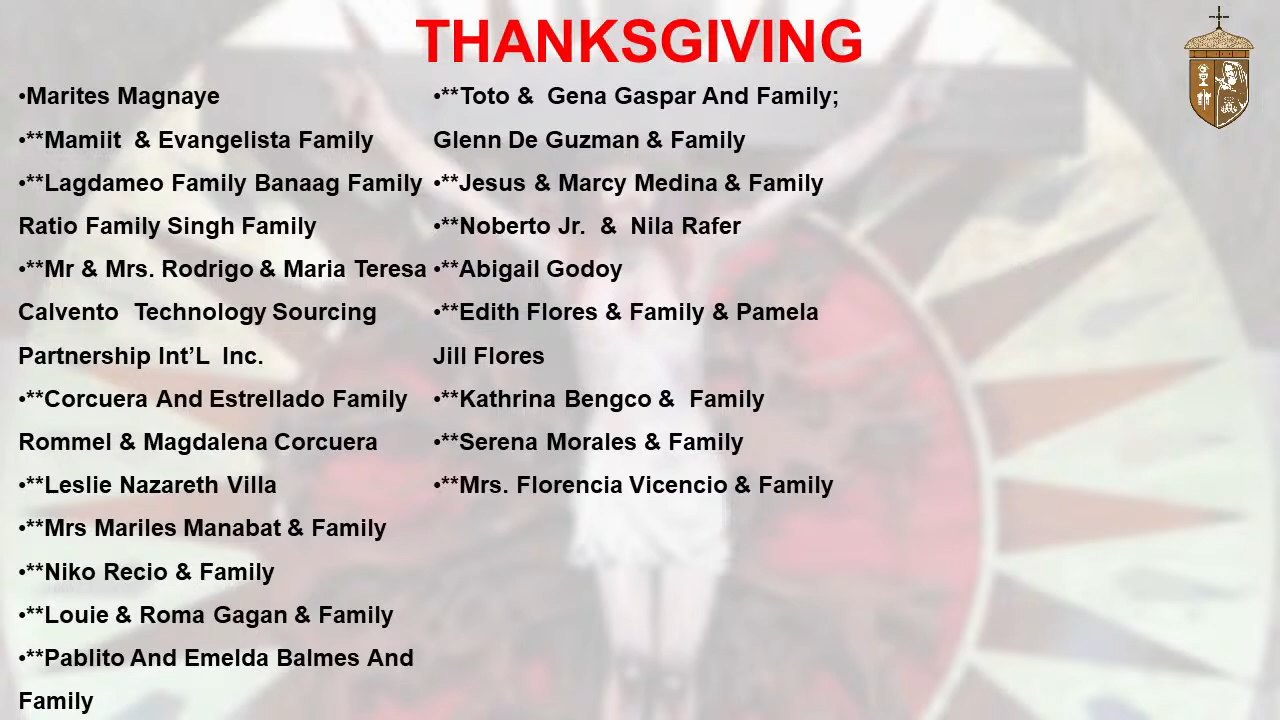 THANKSGIVING
•Marites Magnaye
•**Mamiit & Evangelista Family
•**Lagdameo Family Banaag Family
Ratio Family Singh Family
•**Mr & Mrs. Rodrigo & Maria Teresa
Calvento Technology Sourcing
Partnership Int’L Inc.
•**Corcuera And Estrellado Family
Rommel & Magdalena Corcuera
•**Leslie Nazareth Villa
•**Mrs Mariles Manabat & Family
•**Niko Recio & Family
•**Louie & Roma Gagan & Family
•**Pablito And Emelda Balmes And
Family
•**Toto & Gena Gaspar And Family;
Glenn De Guzman & Family
•**Jesus & Marcy Medina & Family
•**Noberto Jr. & Nila Rafer
•**Abigail Godoy
•**Edith Flores & Family & Pamela
Jill Flores
•**Kathrina Bengco & Family
•**Serena Morales & Family
•**Mrs. Florencia Vicencio & Family